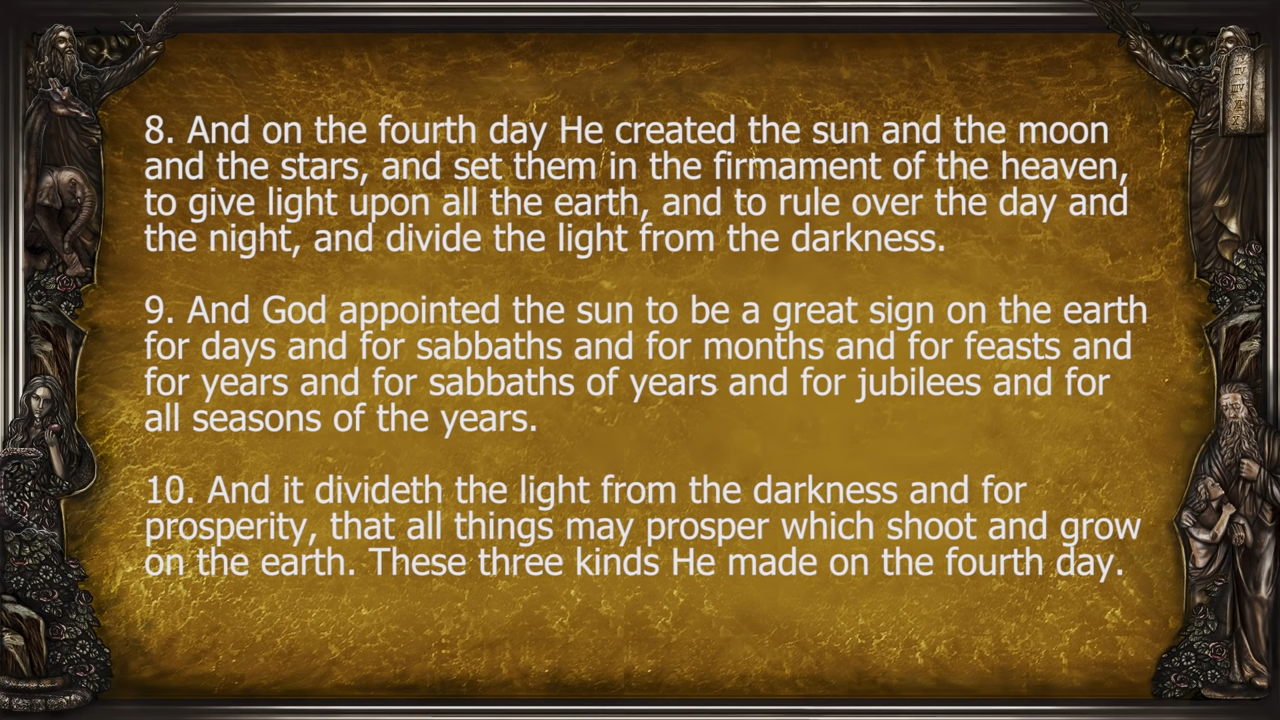 8. And on the fourth day He created the sun and the moon
and the stars, and set them in the firmament of the heaven,
to give light upon all the earth, and to rule over the day and
the night, and divide the light from the darkness.
9. And God appointed the sun to be a great sign on the earth
for days and for sabbaths and for months and for feasts and
for years and for sabbaths of years and for jubilees and for
all seasons of the years.
10. And it divideth the light from the darkness and for
prosperity, that all things may prosper which shoot and grow
on the earth. These three kinds He made on the fourth day.